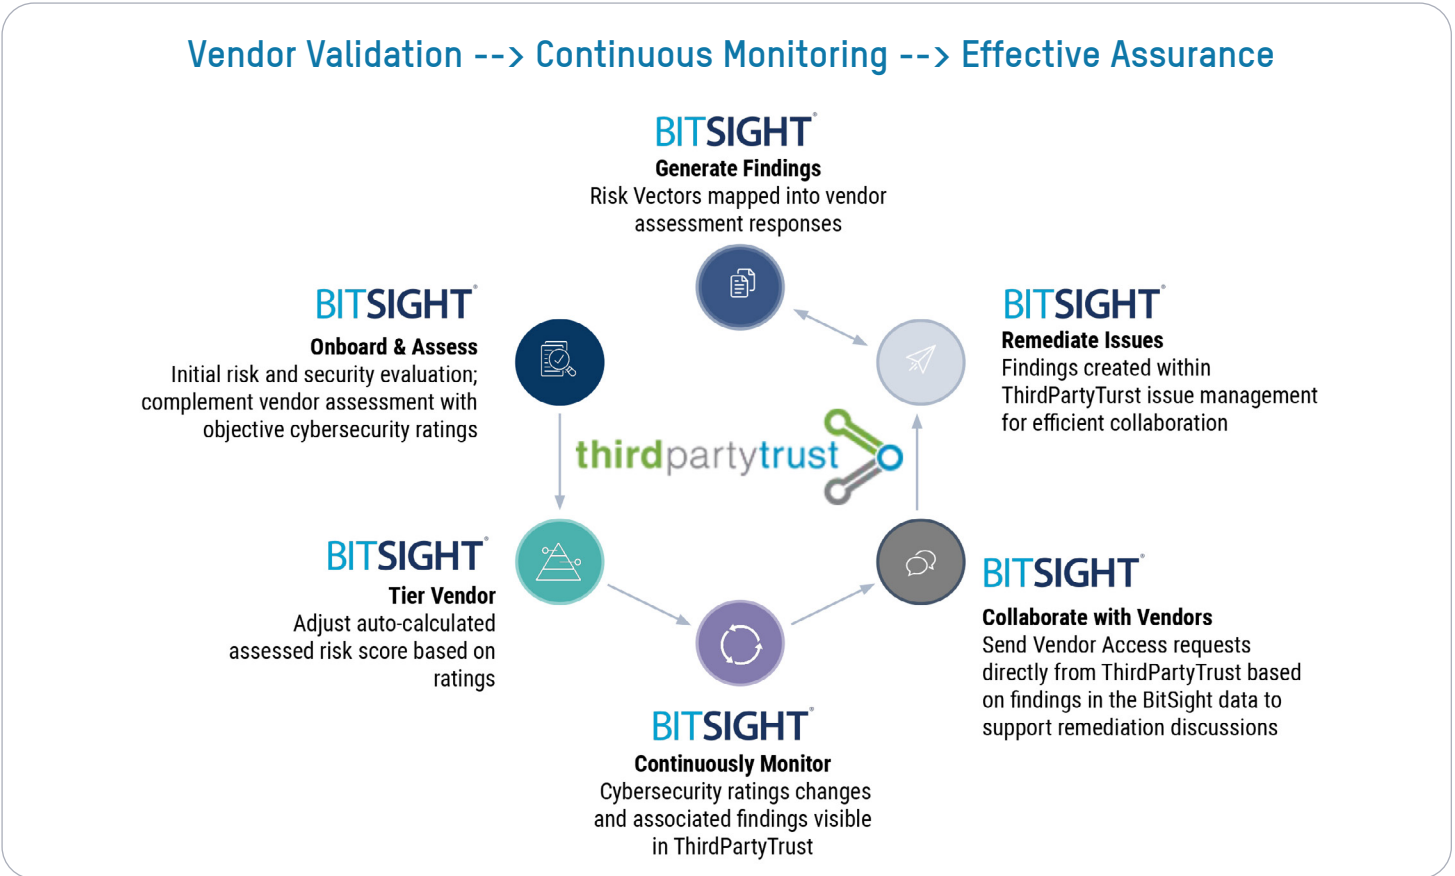 Vendor Validation --> Continuous Monitoring --> Effective Assurance
BITSIGHT®
Generate Findings
Risk Vectors mapped into vendor
assessment responses
BITSIGHT®
Onboard & Assess
Initial risk and security evaluation;
complement vendor assessment with
objective cybersecurity ratings
BITSIGHT®
Remediate Issues
Findings created within
ThirdPartyTurst issue management
for efficient collaboration
thirdpartytrust
BITSIGHT®
Tier Vendor
Adjust auto-calculated
assessed risk score based on
ratings
BITSIGHT®
Collaborate with Vendors
Send Vendor Access requests
directly from ThirdPartyTrust based
on findings in the BitSight data to
support remediation discussions
BITSIGHT®
Continuously Monitor
Cybersecurity ratings changes
and associated findings visible
in ThirdPartyTrust